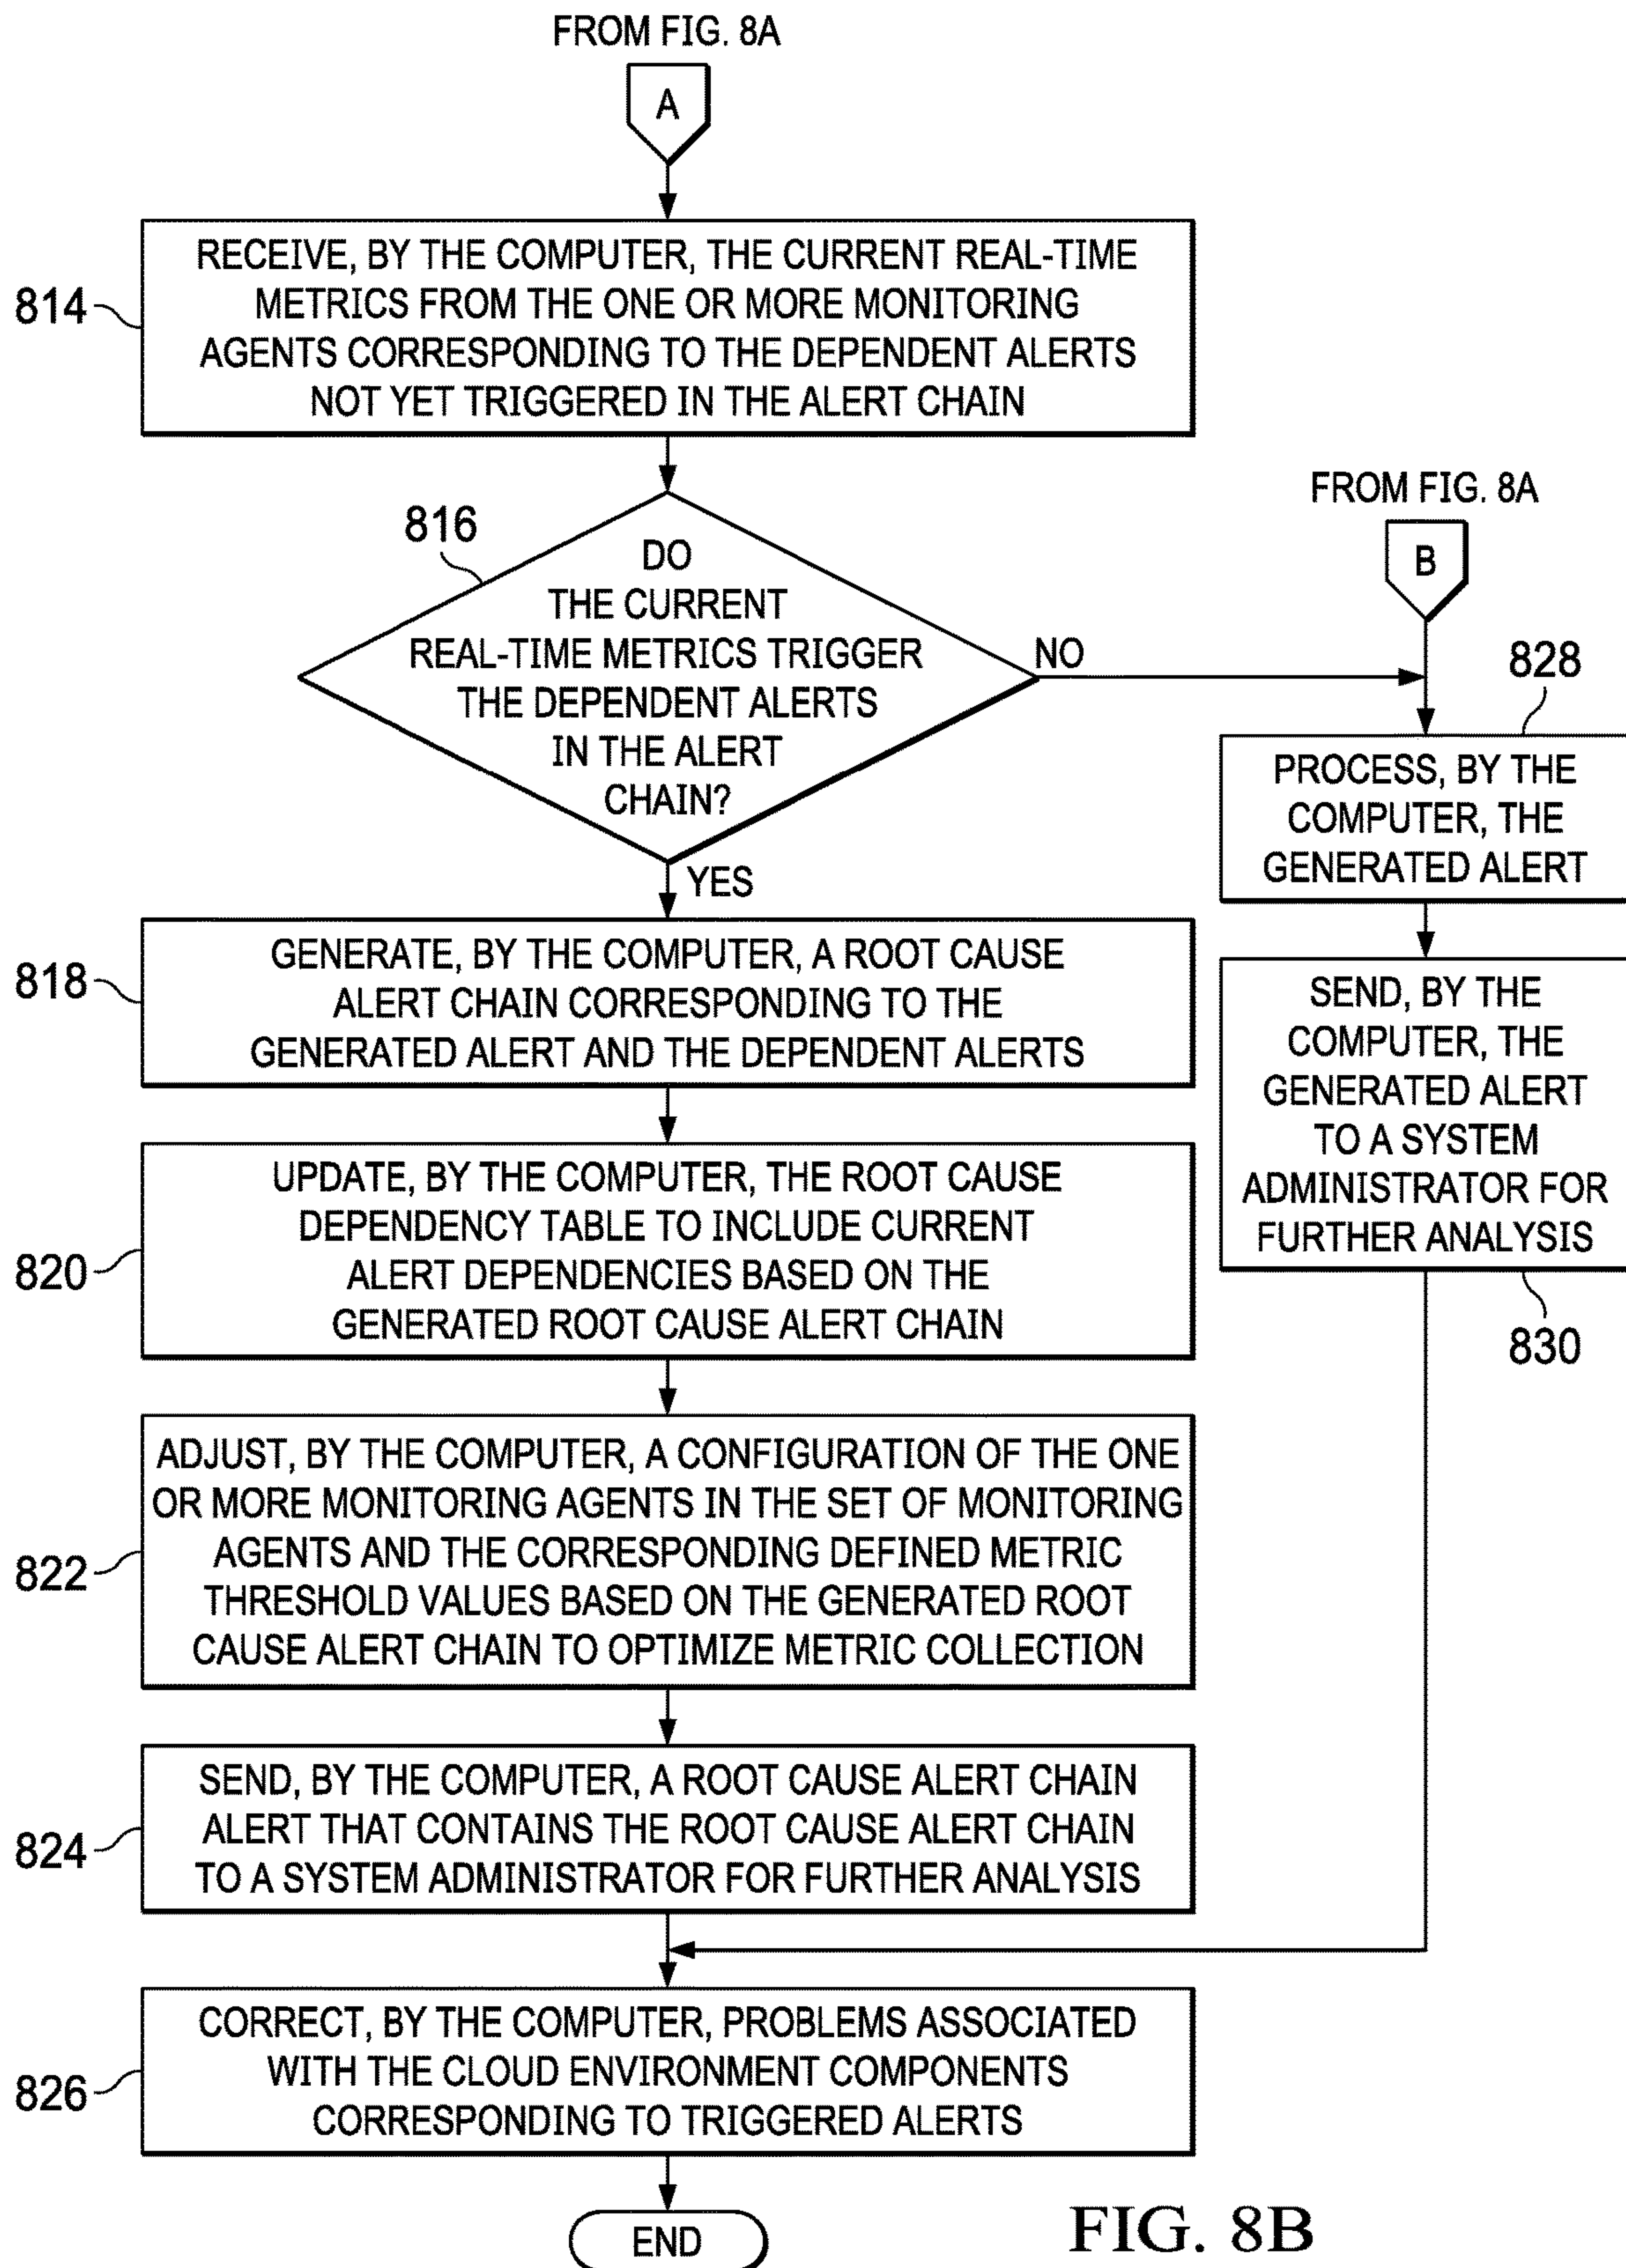 FROM FIG. 8A
A
814
RECEIVE, BY THE COMPUTER, THE CURRENT REAL-TIME
METRICS FROM THE ONE OR MORE MONITORING
AGENTS CORRESPONDING TO THE DEPENDENT ALERTS
NOT YET TRIGGERED IN THE ALERT CHAIN
816
DO
THE CURRENT
REAL-TIME METRICS TRIGGER
THE DEPENDENT ALERTS
IN THE ALERT
CHAIN?
NO
YES
FROM FIG. 8A
B
828
PROCESS, BY THE
COMPUTER, THE
GENERATED ALERT
SEND, BY THE
COMPUTER, THE
GENERATED ALERT
TO A SYSTEM
ADMINISTRATOR FOR
FURTHER ANALYSIS
830
818
GENERATE, BY THE COMPUTER, A ROOT CAUSE
ALERT CHAIN CORRESPONDING TO THE
GENERATED ALERT AND THE DEPENDENT ALERTS
820
UPDATE, BY THE COMPUTER, THE ROOT CAUSE
DEPENDENCY TABLE TO INCLUDE CURRENT
ALERT DEPENDENCIES BASED ON THE
GENERATED ROOT CAUSE ALERT CHAIN
822
ADJUST, BY THE COMPUTER, A CONFIGURATION OF THE ONE
OR MORE MONITORING AGENTS IN THE SET OF MONITORING
AGENTS AND THE CORRESPONDING DEFINED METRIC
THRESHOLD VALUES BASED ON THE GENERATED ROOT
CAUSE ALERT CHAIN TO OPTIMIZE METRIC COLLECTION
824
SEND, BY THE COMPUTER, A ROOT CAUSE ALERT CHAIN
ALERT THAT CONTAINS THE ROOT CAUSE ALERT CHAIN
TO A SYSTEM ADMINISTRATOR FOR FURTHER ANALYSIS
826
CORRECT, BY THE COMPUTER, PROBLEMS ASSOCIATED
WITH THE CLOUD ENVIRONMENT COMPONENTS
CORRESPONDING TO TRIGGERED ALERTS
END
FIG. 8B